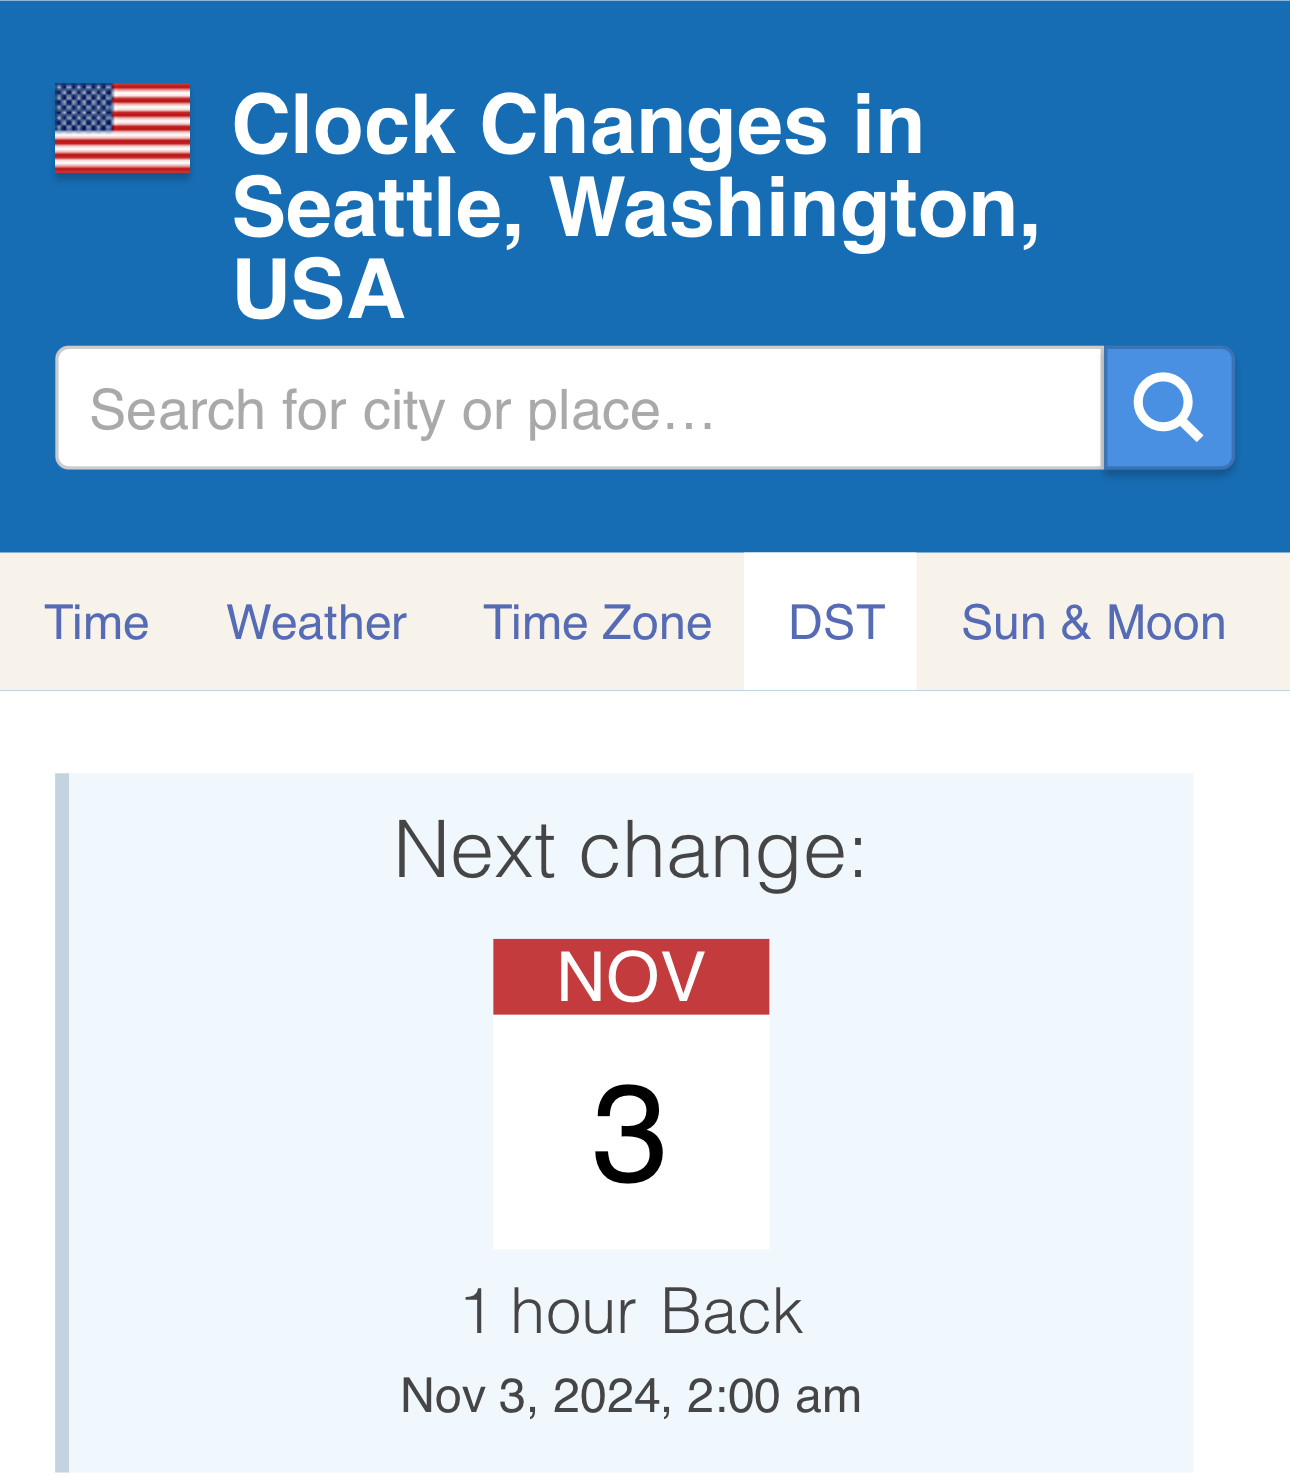 Clock Changes in
Seattle, Washington,
USA
Search for city or place...
Time Weather Time Zone DST Sun & Moon
Next change:
NOV
3
1 hour Back
Nov 3, 2024, 2:00 am